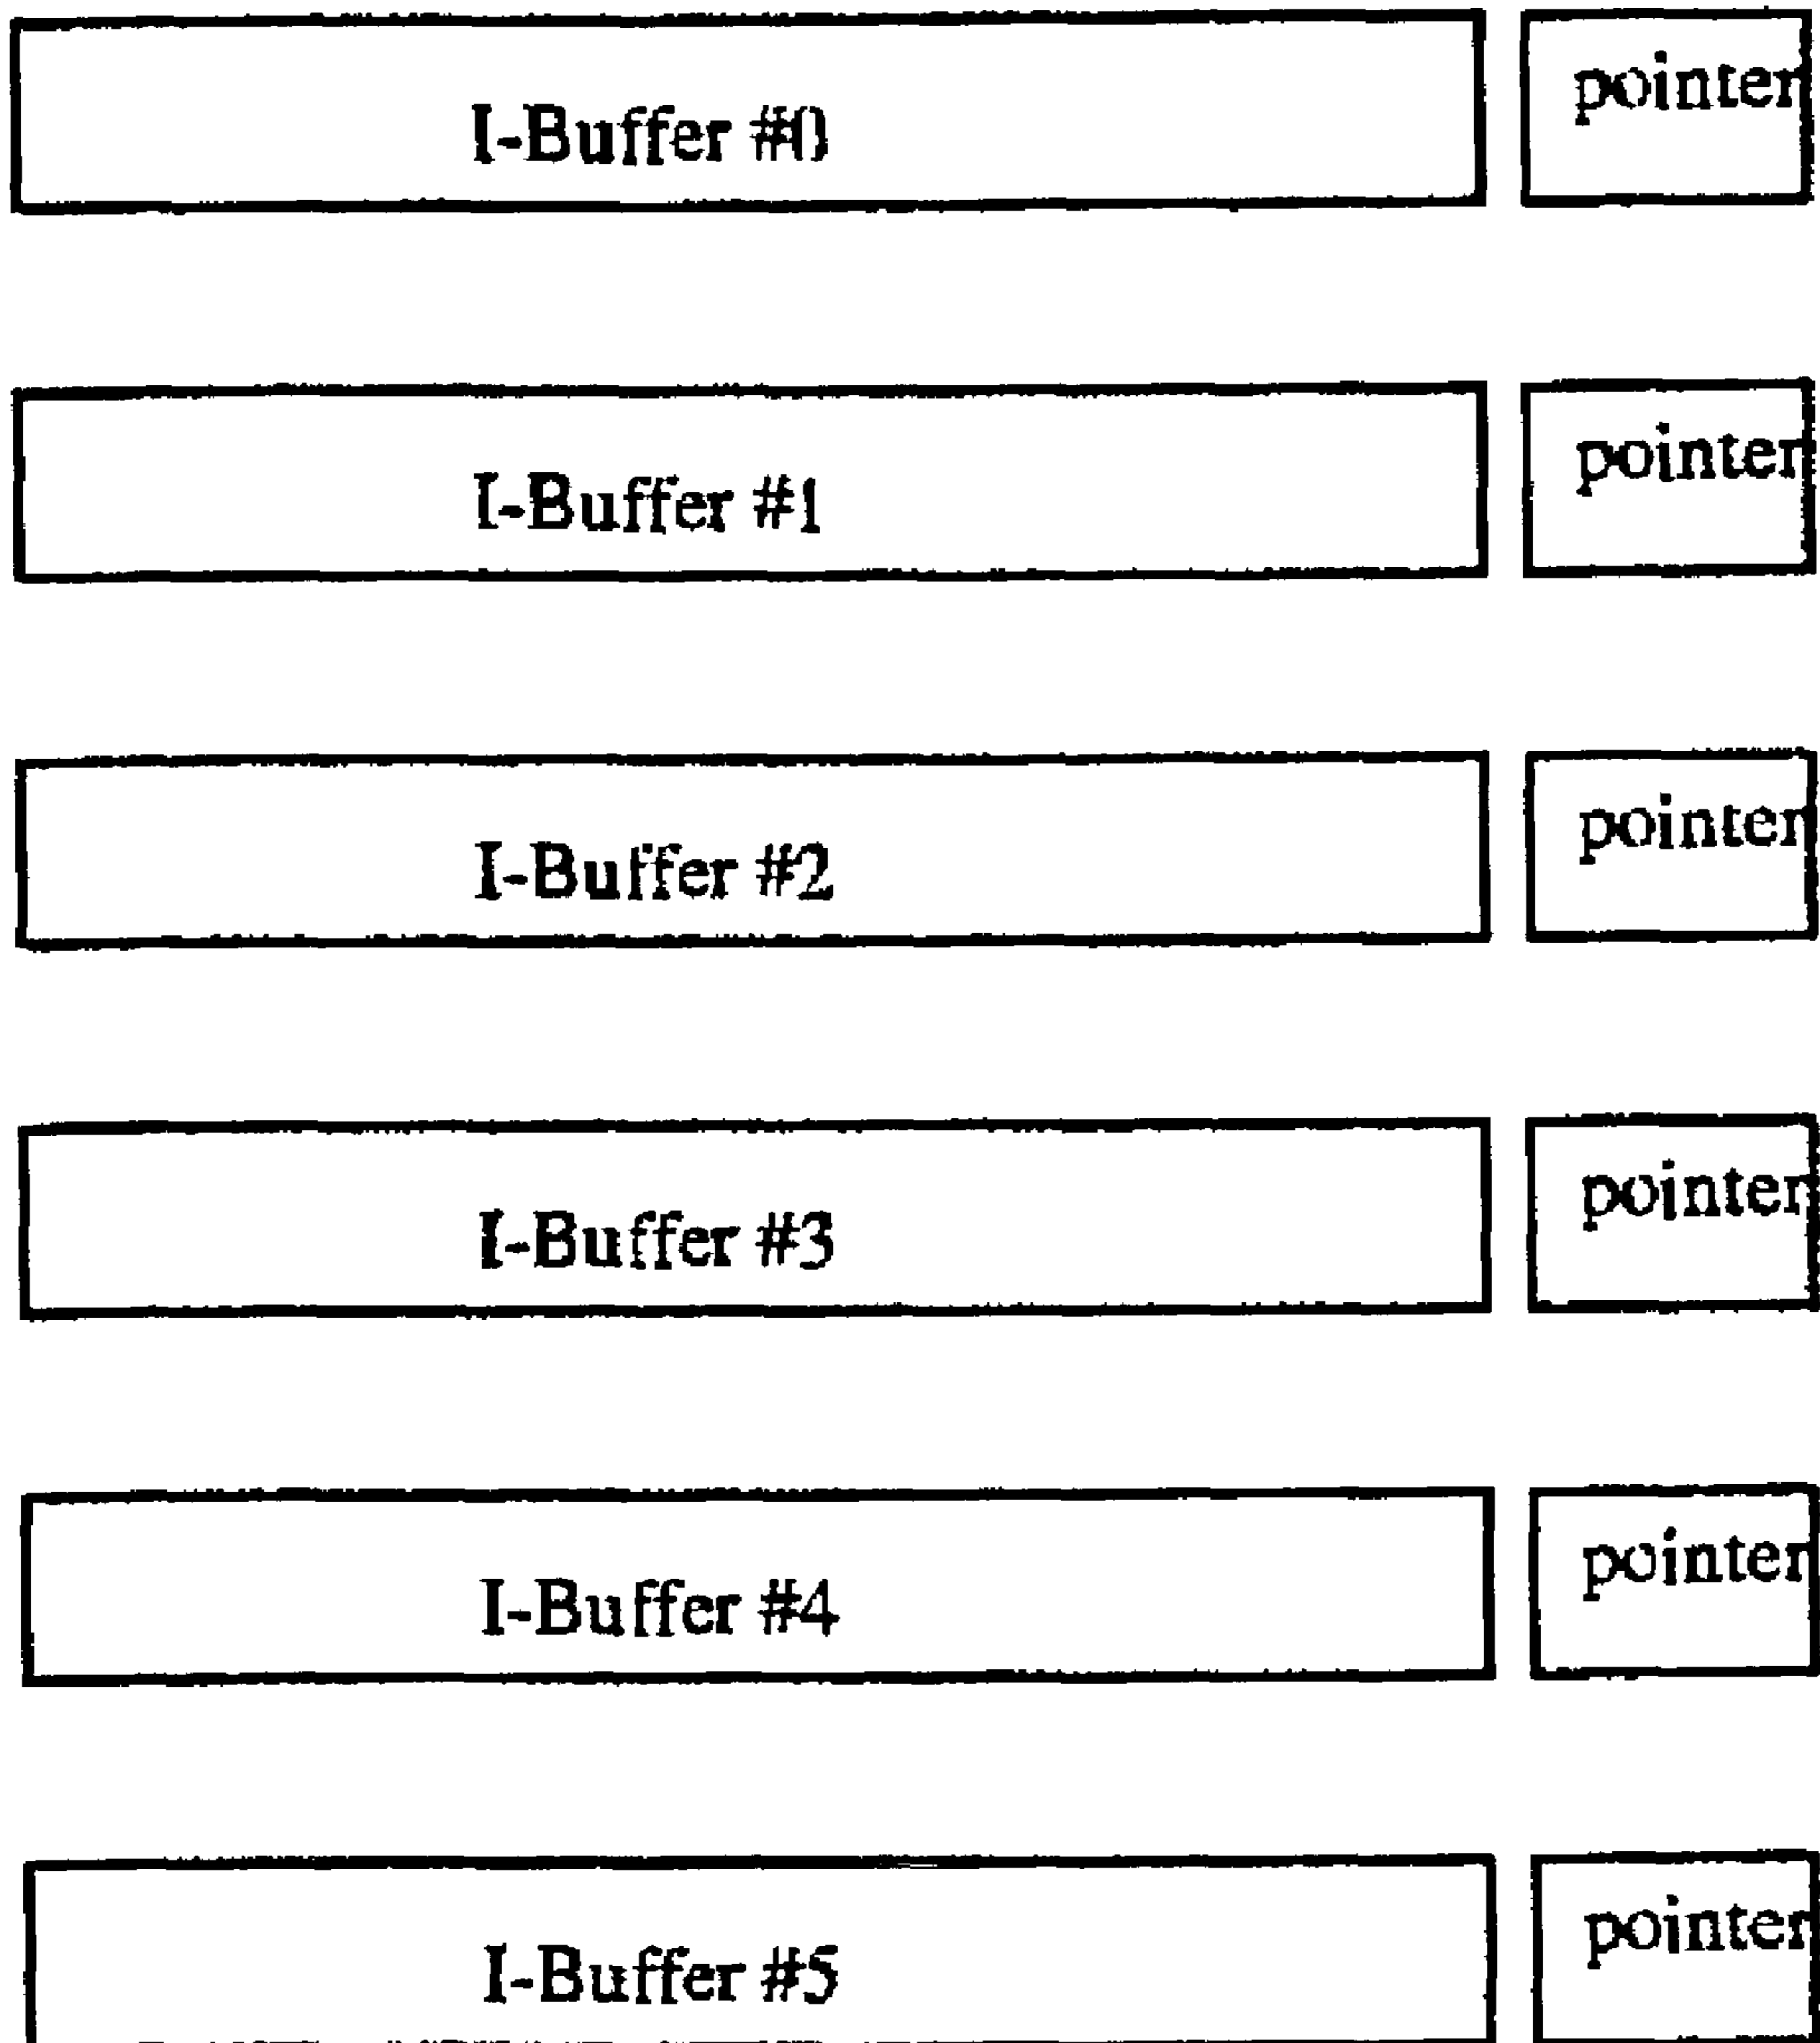 I-Buffer #0 pointer
I-Buffer #1 pointer
I-Buffer #2 pointer
I-Buffer #3 pointer
I-Buffer #4 pointer
I-Buffer #5 pointer